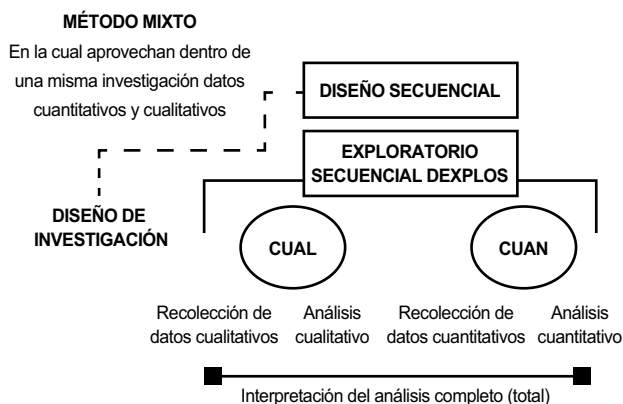 MÉTODO MIXTO
En la cual aprovechan dentro de
una misma investigación datos
cuantitativos y cualitativos
DISEÑO SECUENCIAL
EXPLORATORIO
SECUENCIAL DEXPLOS
DISEÑO DE
INVESTIGACIÓN
CUAL
CUAN
Recolección de
datos cualitativos
Análisis
cualitativo
Recolección de
datos cuantitativos
Análisis
cuantitativo
Interpretación del análisis completo (total)